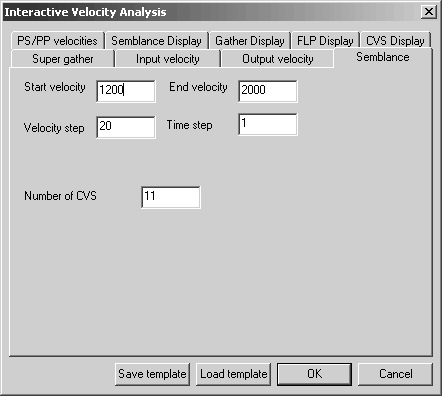 Interactive Velocity Analysis
PS/PP velocities Semblance Display Gather Display FLP Display CVS Display
Super gather Input velocity Output velocity Semblance
Start velocity 1200 End velocity 2000
Velocity step 20 Time step 1
Number of CVS 11
Save template Load template OK Cancel